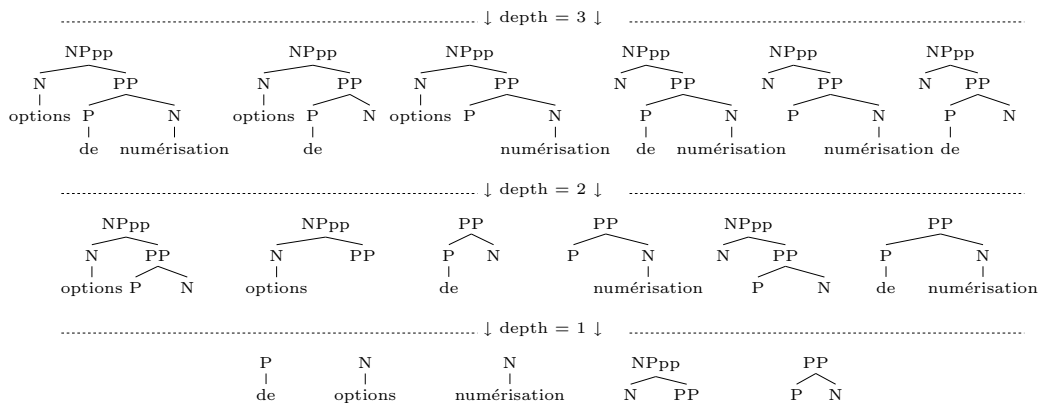 ↓ depth = 3 ↓
NPpp NPpp NPpp NPpp NPpp NPpp
N PP N PP N PP N PP N PP N PP
options P N options P N options P N P N P N P N
de numérisation de numérisation de numérisation numérisation de
↓ depth = 2 ↓
NPpp NPpp PP PP NPpp PP
N PP N PP P N P N N PP P N
options P N options de numérisation P N de numérisation
↓ depth = 1 ↓
P N N NPpp PP
de options numérisation N PP P N